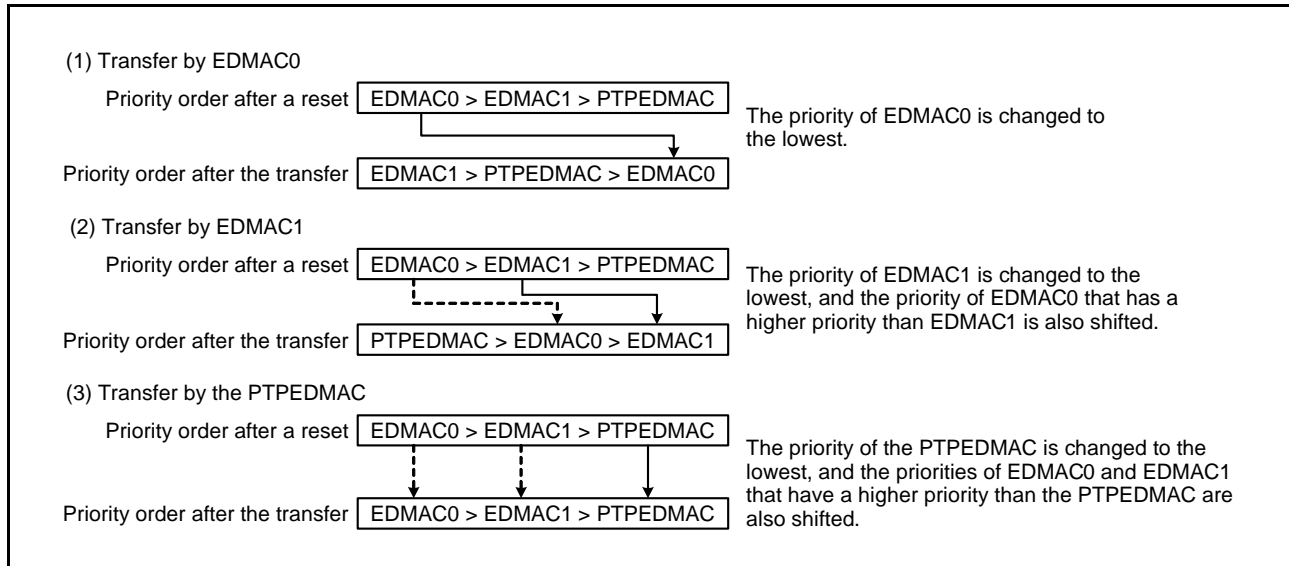 (1) Transfer by EDMAC0
Priority order after a reset EDMAC0 > EDMAC1 > PTPEDMAC
The priority of EDMAC0 is changed to
the lowest.
Priority order after the transfer EDMAC1 > PTPEDMAC > EDMAC0
(2) Transfer by EDMAC1
Priority order after a reset EDMAC0 > EDMAC1 > PTPEDMAC
The priority of EDMAC1 is changed to the
lowest, and the priority of EDMAC0 that has a
higher priority than EDMAC1 is also shifted.
Priority order after the transfer PTPEDMAC > EDMAC0 > EDMAC1
(3) Transfer by the PTPEDMAC
Priority order after a reset EDMAC0 > EDMAC1 > PTPEDMAC
The priority of the PTPEDMAC is changed to the
lowest, and the priorities of EDMAC0 and EDMAC1
that have a higher priority than the PTPEDMAC are
also shifted.
Priority order after the transfer EDMAC0 > EDMAC1 > PTPEDMAC